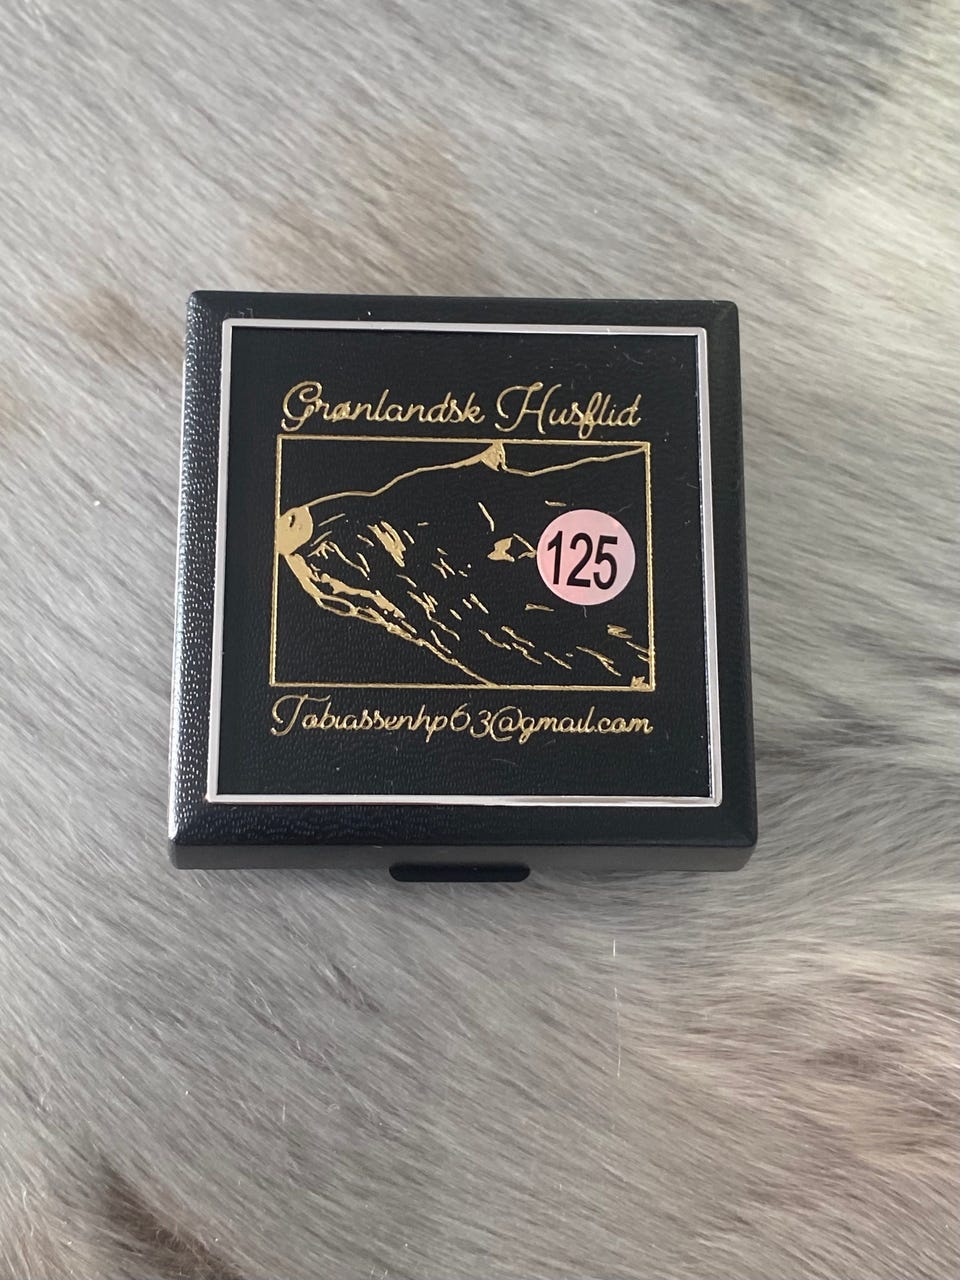 Grønlandsk Husflid
125
Tobiassenhp63@gmail.com